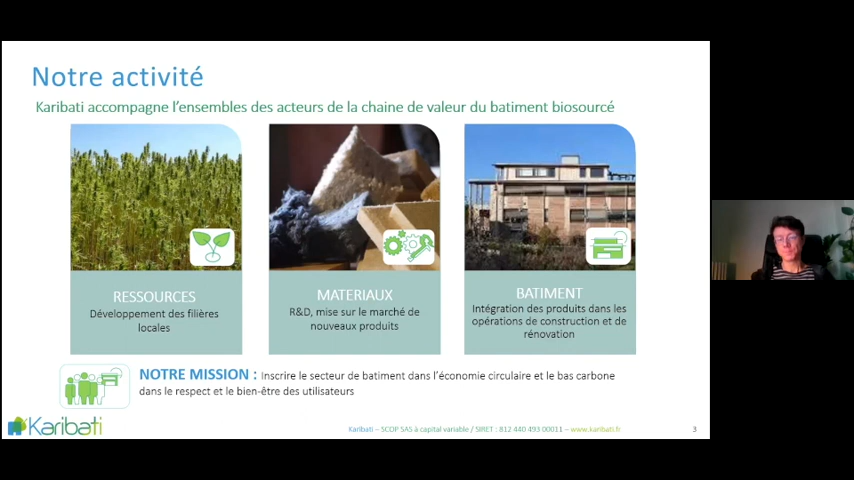 Notre activité
Karibati accompagne l'ensembles des acteurs de la chaine de valeur du batiment biosourcé
RESSOURCES
Développement des filières
locales
MATERIAUX
R&D, mise sur le marché de
nouveaux produits
BATIMENT
Intégration des produits dans les
opérations de construction et de
rénovation
NOTRE MISSION : Inscrire le secteur de batiment dans l'économie circulaire et le bas carbone
dans le respect et le bien-être des utilisateurs
Karibati
Karibati – SCOP SAS à capital variable / SIRET : 812 440 493 00011 – www.karibati.fr
3